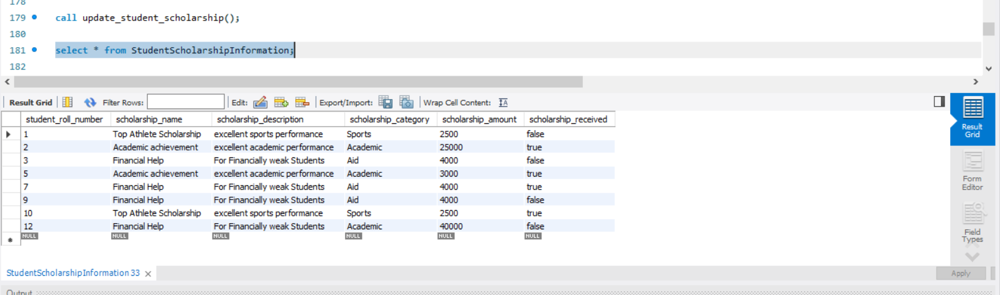 178
179 call update_student_scholarship();
180
181 select * from StudentScholarshipInformation;
182
Result Grid Filter Rows: Edit: Export/Import: Wrap Cell Content:
student_roll_number scholarship_name scholarship_description scholarship_category scholarship_amount scholarship_received
1 Top Athlete Scholarship excellent sports performance Sports 2500 false
2 Academic achievement excellent academic performance Academic 25000 true
3 Financial Help For Financially weak Students Aid 4000 false
5 Academic achievement excellent academic performance Academic 3000 true
7 Financial Help For Financially weak Students Aid 4000 true
9 Financial Help For Financially weak Students Aid 4000 false
10 Top Athlete Scholarship excellent sports performance Sports 2500 true
12 Financial Help For Financially weak Students Academic 40000 false
NULL NULL NULL NULL NULL NULL
Result
Grid
Form
Editor
Field
Types
StudentScholarshipInformation 33
Apply
Output